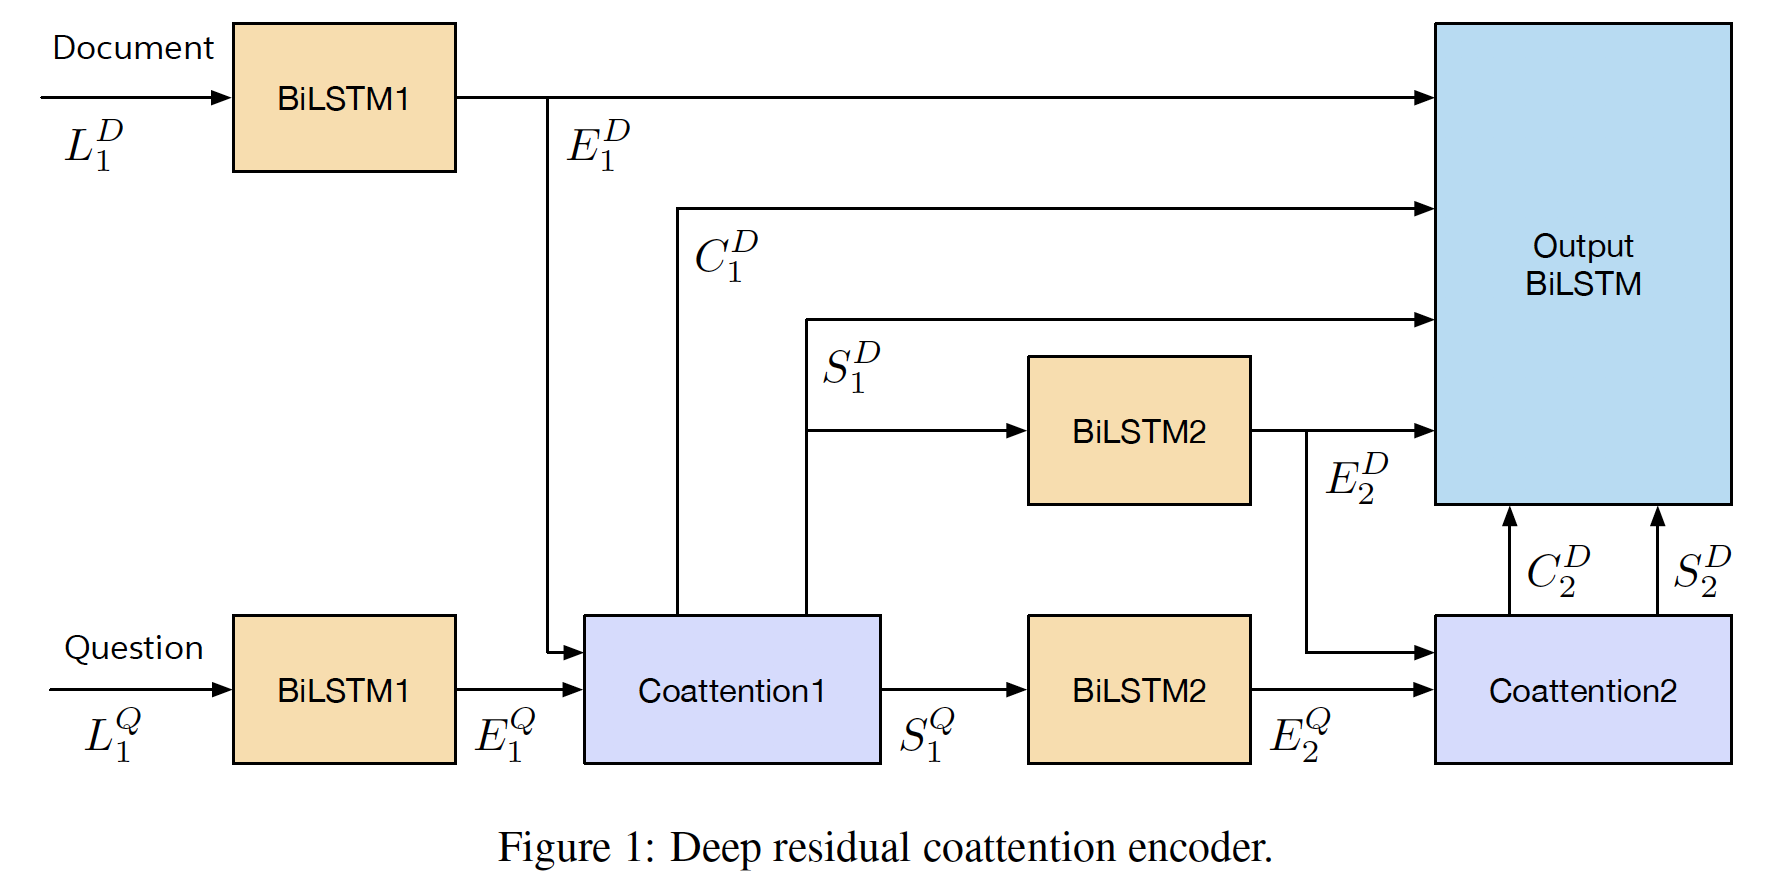 Document
BiLSTM1
L_1^D
E_1^D
C_1^D
Output
BiLSTM
S_1^D
BiLSTM2
E_2^D
C_2^D
S_2^D
Question
BiLSTM1
Coattention1
BiLSTM2
Coattention2
L_1^Q
E_1^Q
S_1^Q
E_2^Q
Figure 1: Deep residual coattention encoder.